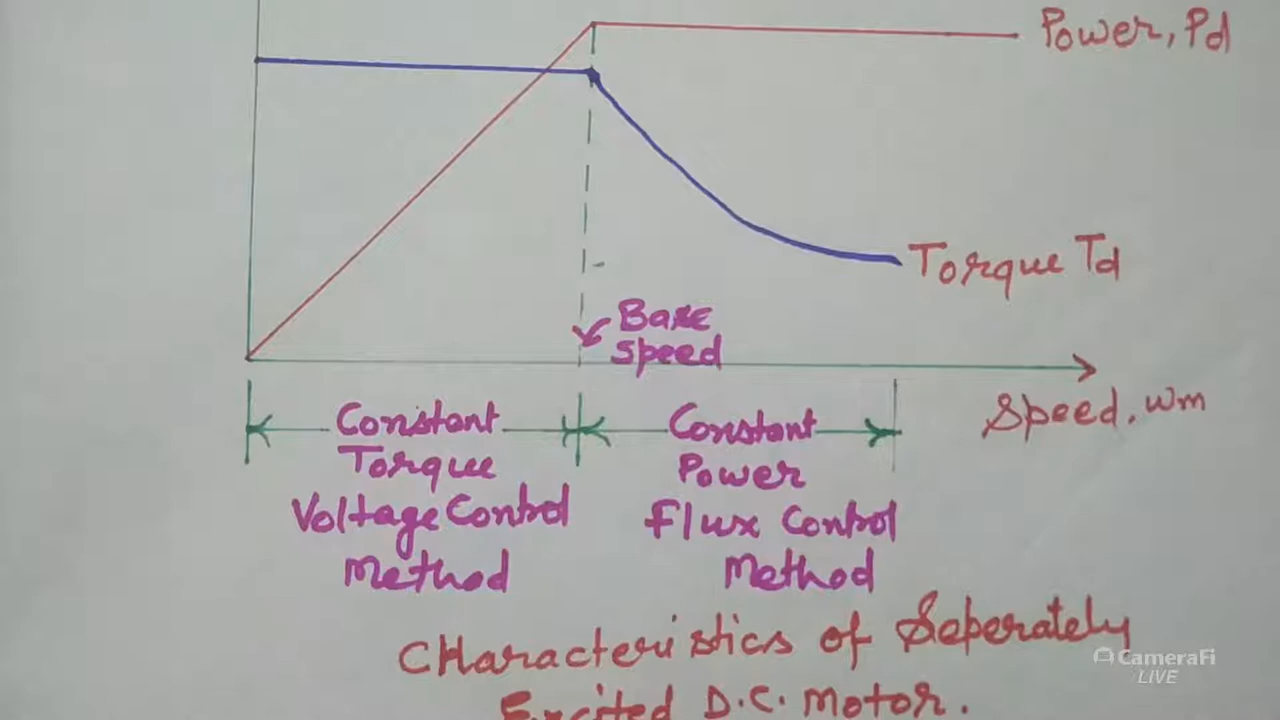 Power, Pd
Torque Td
Base
Speed
Speed, wm
Constant
Torque
Voltage Control
Method
Constant
Power
Flux Control
Method
CHaracteristics of Seperately
Excited D.C. Motor.
CameraFi
LIVE